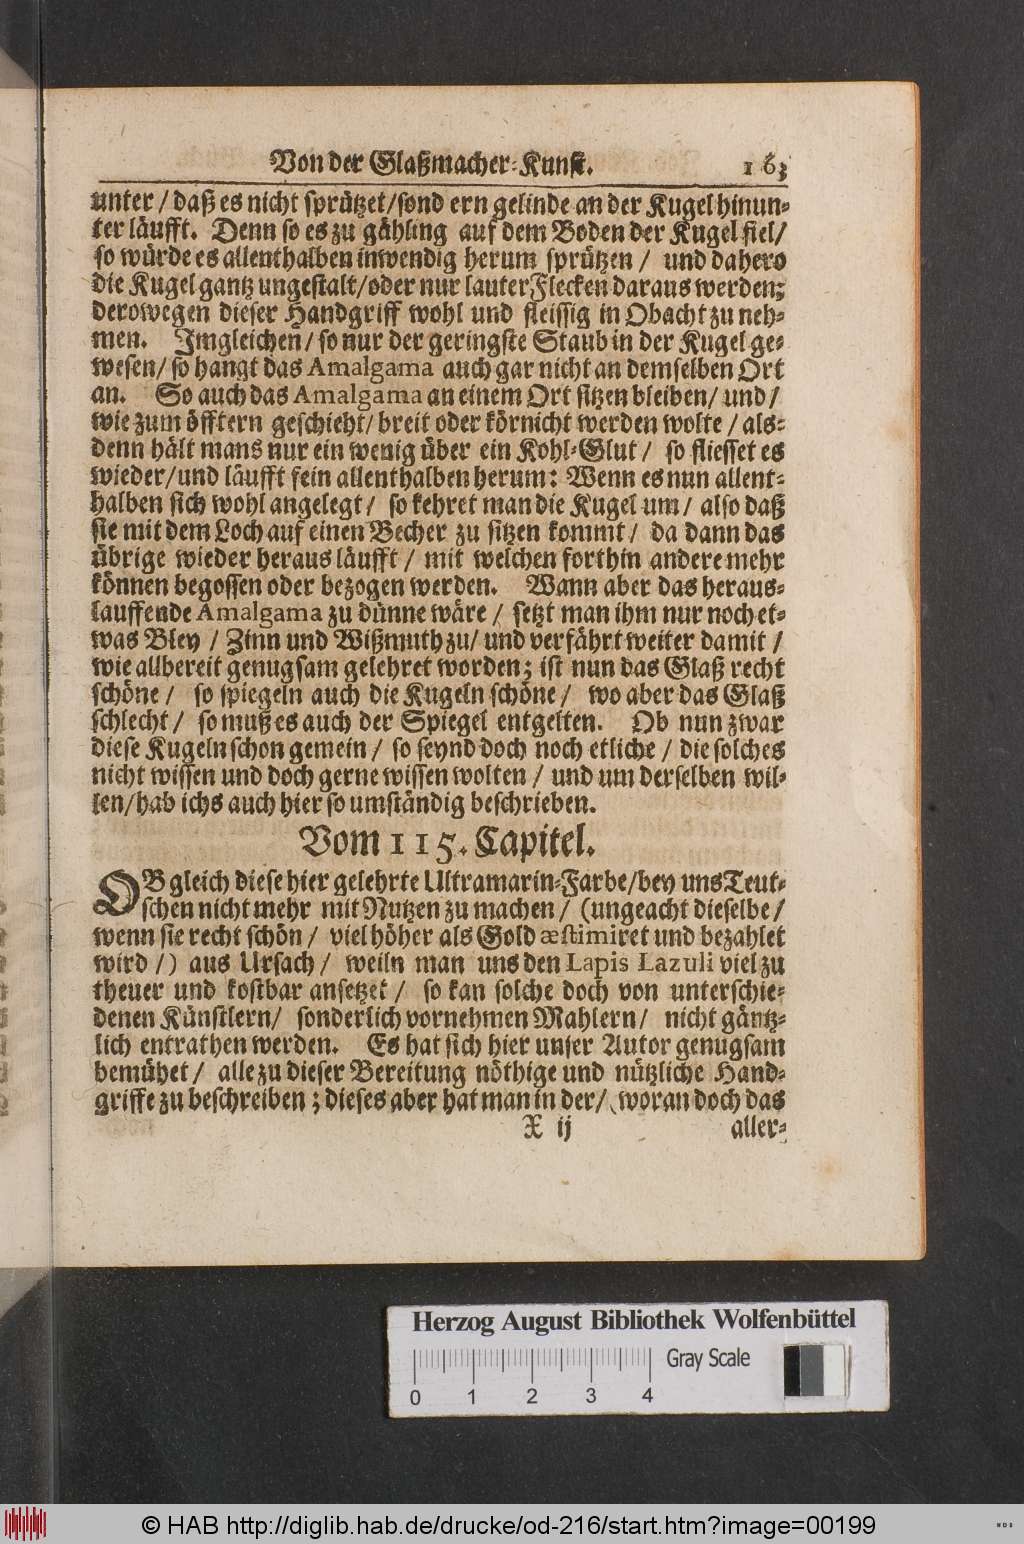 Von der Glaßmacher-Kunst. 163
unter / daß es nicht sprützet/sond ern gelinde an der Kugel hinun-
ter läufft. Denn so es zu gähling auf dem Boden der Kugel fiel/
so würde es allenthalben inwendig herum sprützen / und dahero
die Kugel gantz ungestalt/oder nur lauter Flecken daraus werden;
derowegen dieser Handgriff wohl und fleissig in Obacht zu neh-
men. Imgleichen/ so nur der geringste Staub in der Kugel ge-
wesen/ so hangt das Amalgama auch gar nicht an demselben Ort
an. So auch das Amalgama an einem Ort sitzen bleiben/ und /
wie zum öfftern geschieht/ breit oder körnicht werden wolte / als-
denn hält mans nur ein wenig über ein Kohl-Glut / so fliesset es
wieder/und läufft fein allenthalben herum: Wenn es nun allent-
halben sich wohl angelegt / so kehret man die Kugel um / also daß
sie mit dem Loch auf einen Becher zu sitzen kommt / da dann das
übrige wieder heraus läufft / mit welchen forthin andere mehr
können begossen oder bezogen werden. Wann aber das heraus-
lauffende Amalgama zu dünne wäre / setzt man ihm nur noch et-
was Bley / Zinn und Wißmuth zu/ und verfährt weiter damit /
wie allbereit genugsam gelehret worden; ist nun das Glaß recht
schöne / so spiegeln auch die Kugeln schöne / wo aber das Glaß
schlecht / so muß es auch der Spiegel entgelten. Ob nun zwar
diese Kugeln schon gemein / so seynd doch noch etliche / die solches
nicht wissen und doch gerne wissen wolten / und um derselben wil-
len/hab ichs auch hier so umständig beschrieben.
Vom 115. Capitel.
OB gleich diese hier gelehrte Ultramarin-Farbe/bey uns Teut-
schen nicht mehr mit Nutzen zu machen / (ungeacht dieselbe /
wenn sie recht schön / viel höher als Gold æstimiret und bezahlet
wird /) aus Ursach / weiln man uns den Lapis Lazuli viel zu
theuer und kostbar ansetzet / so kan solche doch von unterschie-
denen Künstlern/ sonderlich vornehmen Mahlern / nicht gäntz-
lich entrathen werden. Es hat sich hier unser Autor genugsam
bemühet / alle zu dieser Bereitung nöthige und nützliche Hand-
griffe zu beschreiben ; dieses aber hat man in der / woran doch das
X ij aller-
Herzog August Bibliothek Wolfenbüttel
Gray Scale
0 1 2 3 4
© HAB http://diglib.hab.de/drucke/od-216/start.htm?image=00199